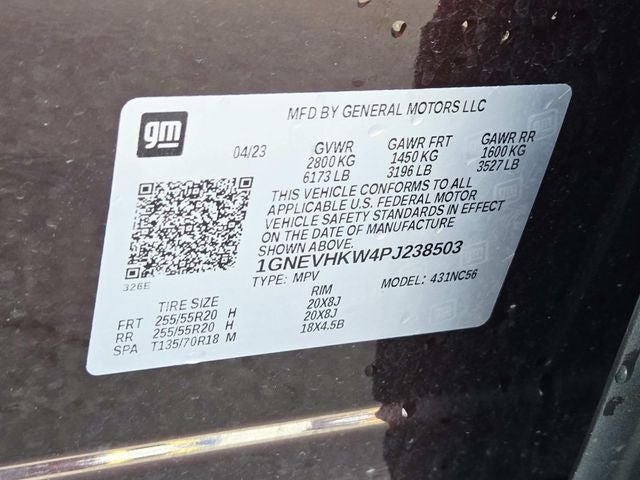 gm
MFD BY GENERAL MOTORS LLC
04/23 GVWR GAWR FRT GAWR RR
2800 KG 1450 KG 1600 KG
6173 LB 3196 LB 3527 LB
THIS VEHICLE CONFORMS TO ALL
APPLICABLE U.S. FEDERAL MOTOR
VEHICLE SAFETY STANDARDS IN EFFECT
ON THE DATE OF MANUFACTURE
SHOWN ABOVE.
1GNEVHKW4PJ238503
326E
TYPE: MPV MODEL: 431NC56
TIRE SIZE RIM
FRT 255/55R20 H 20X8J
RR 255/55R20 H 20X8J
SPA T135/70R18 M 18X4.5B